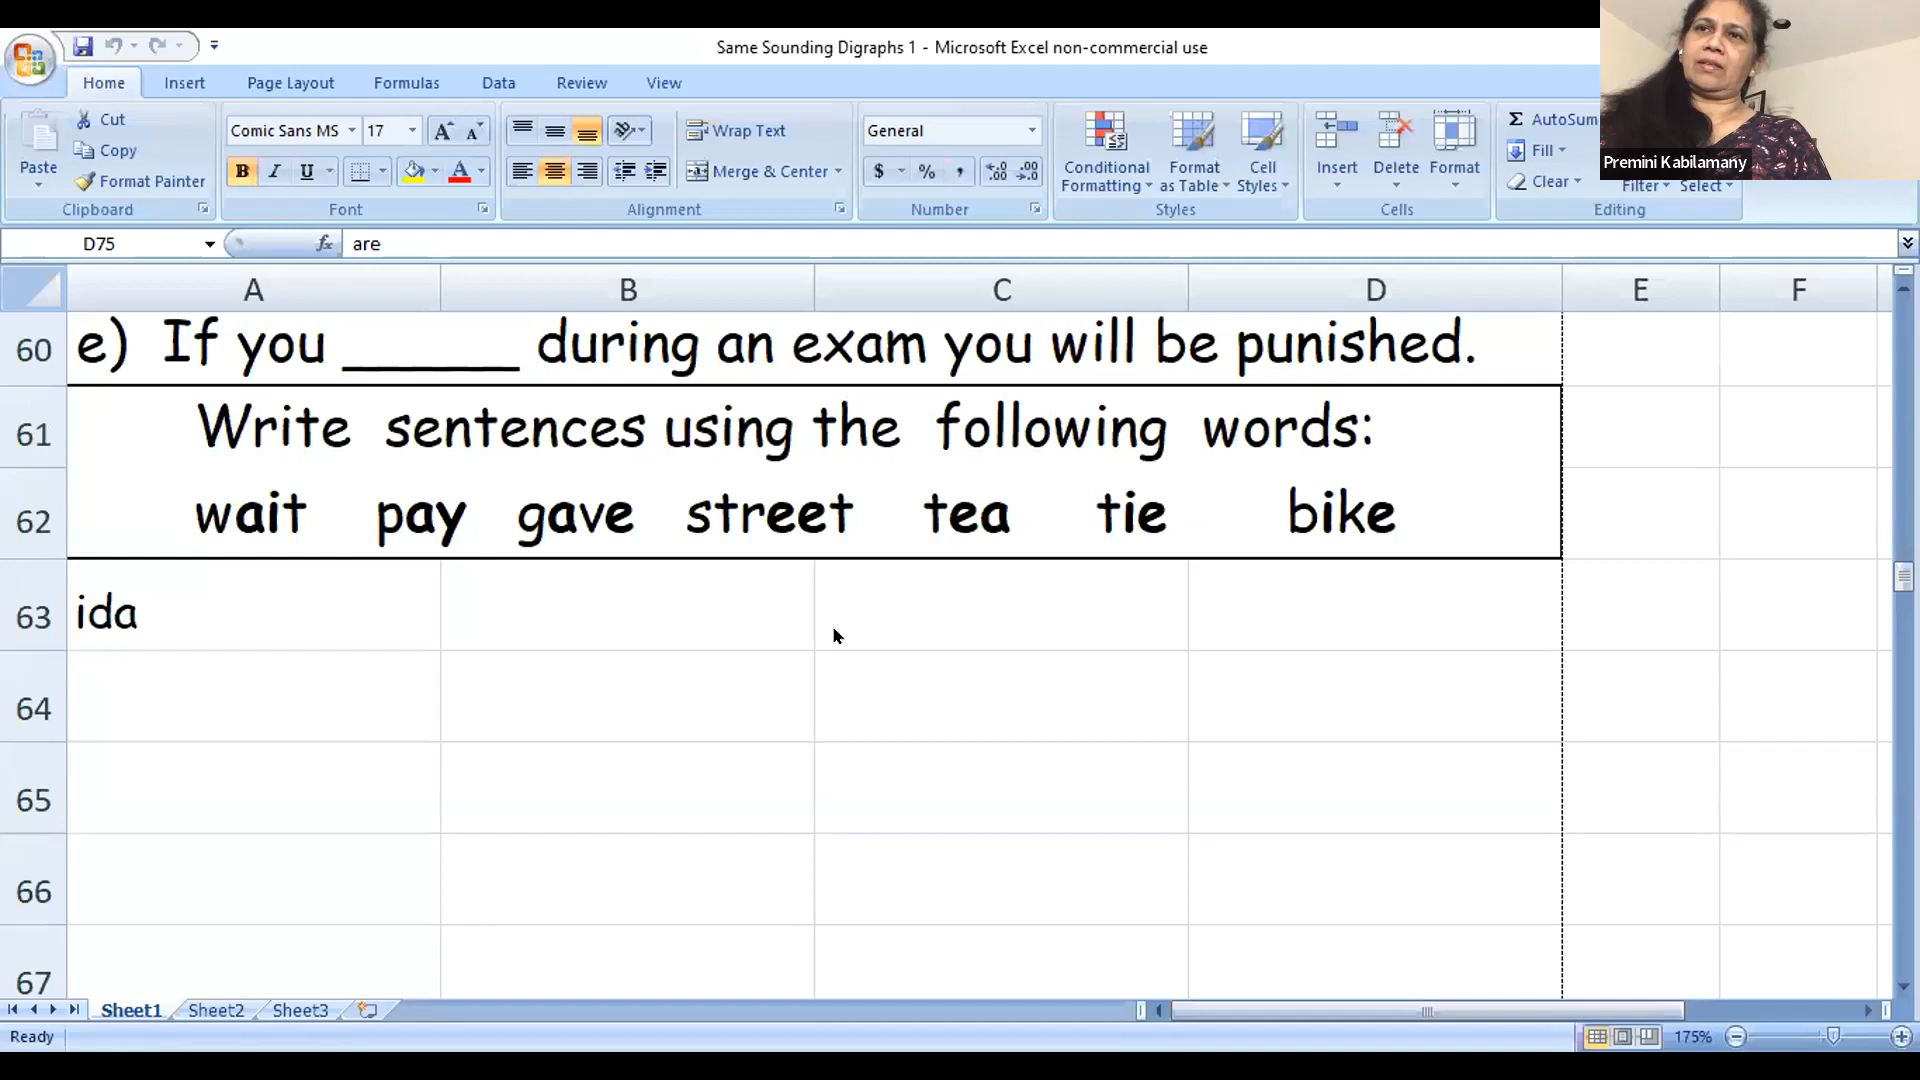 Same Sounding Digraphs 1 - Microsoft Excel non-commercial use
Home Insert Page Layout Formulas Data Review View
Paste
Cut
Copy
Format Painter
Clipboard
Comic Sans MS 17
B I U
Font
Wrap Text
Merge & Center
Alignment
General
$ % ,
Number
Conditional Formatting
Format as Table
Cell Styles
Styles
Insert Delete Format
Cells
Σ AutoSum
Fill
Clear
Filter Select
Editing
Premini Kabilamany
D75 fx are
A B C D E F
60 e) If you ______ during an exam you will be punished.
61 Write sentences using the following words:
62 wait pay gave street tea tie bike
63 ida
64
65
66
67
Sheet1 Sheet2 Sheet3
Ready 175%